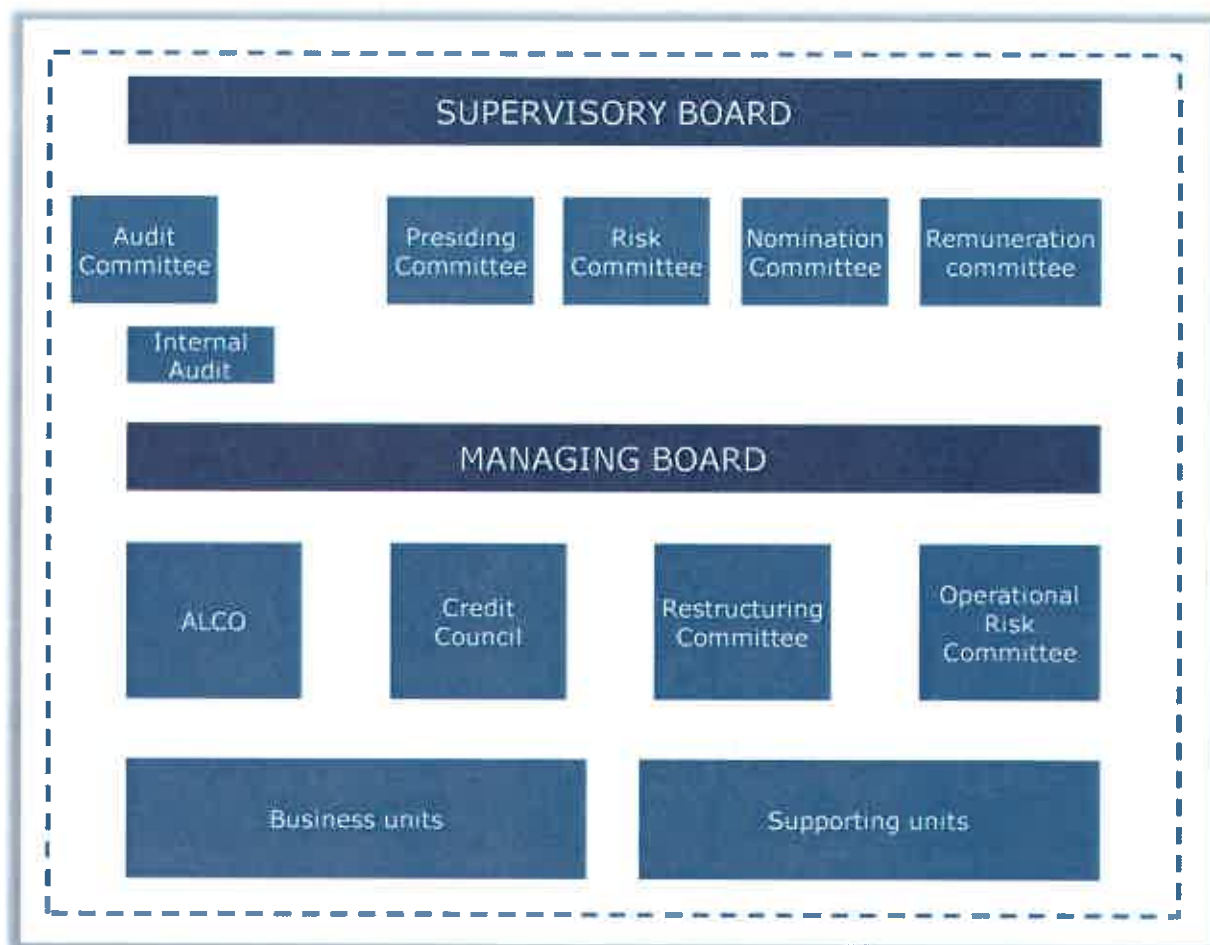 SUPERVISORY BOARD
Audit
Committee
Presiding
Committee
Risk
Committee
Nomination
Committee
Remuneration
committee
Internal
Audit
MANAGING BOARD
ALCO
Credit
Council
Restructuring
Committee
Operational
Risk
Committee
Business units
Supporting units